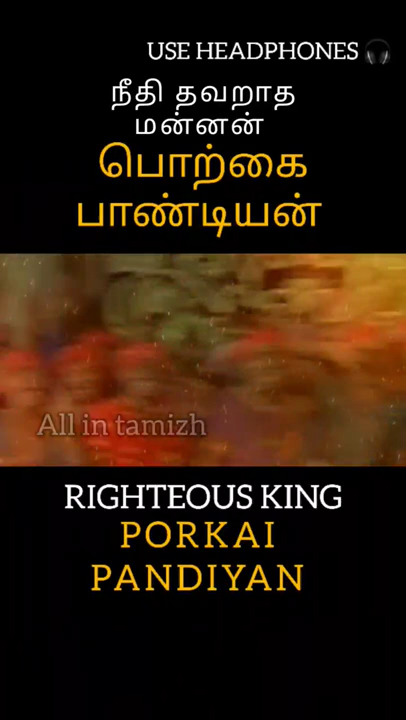 USE HEADPHONES
நீதி தவறாத
மன்னன்
பொற்கை
பாண்டியன்
All in tamizh
RIGHTEOUS KING
PORKAI
PANDIYAN